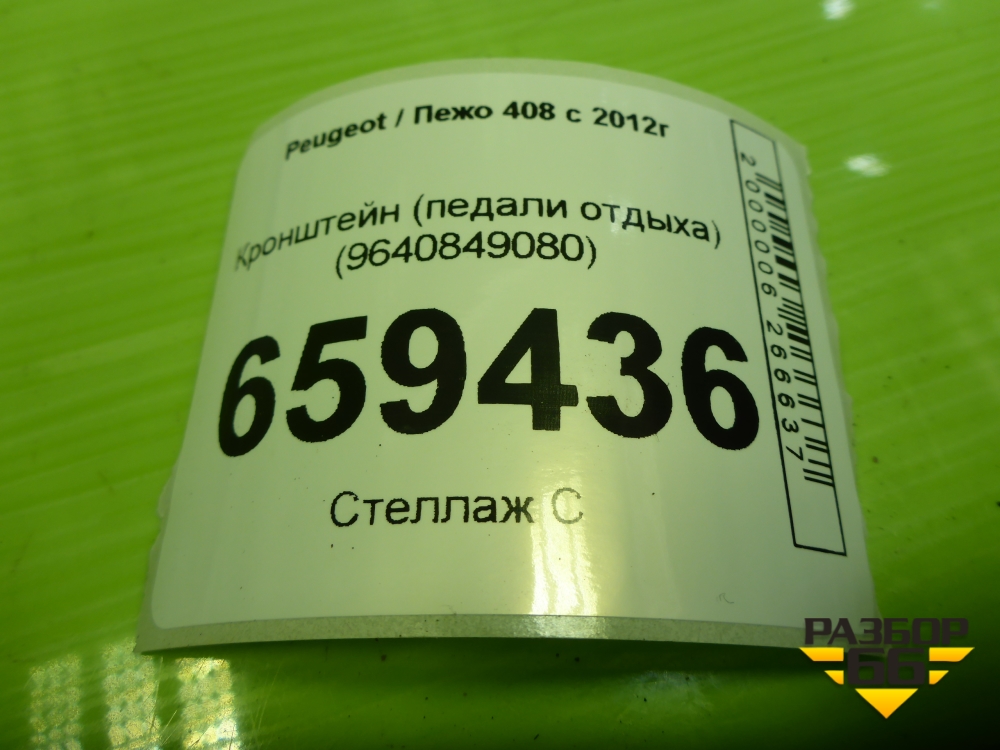 Peugeot / Пежо 408 с 2012г
Кронштейн (педали отдыха)
(9640849080)
659436
Стеллаж С
2000006266637
РАЗБОР
66